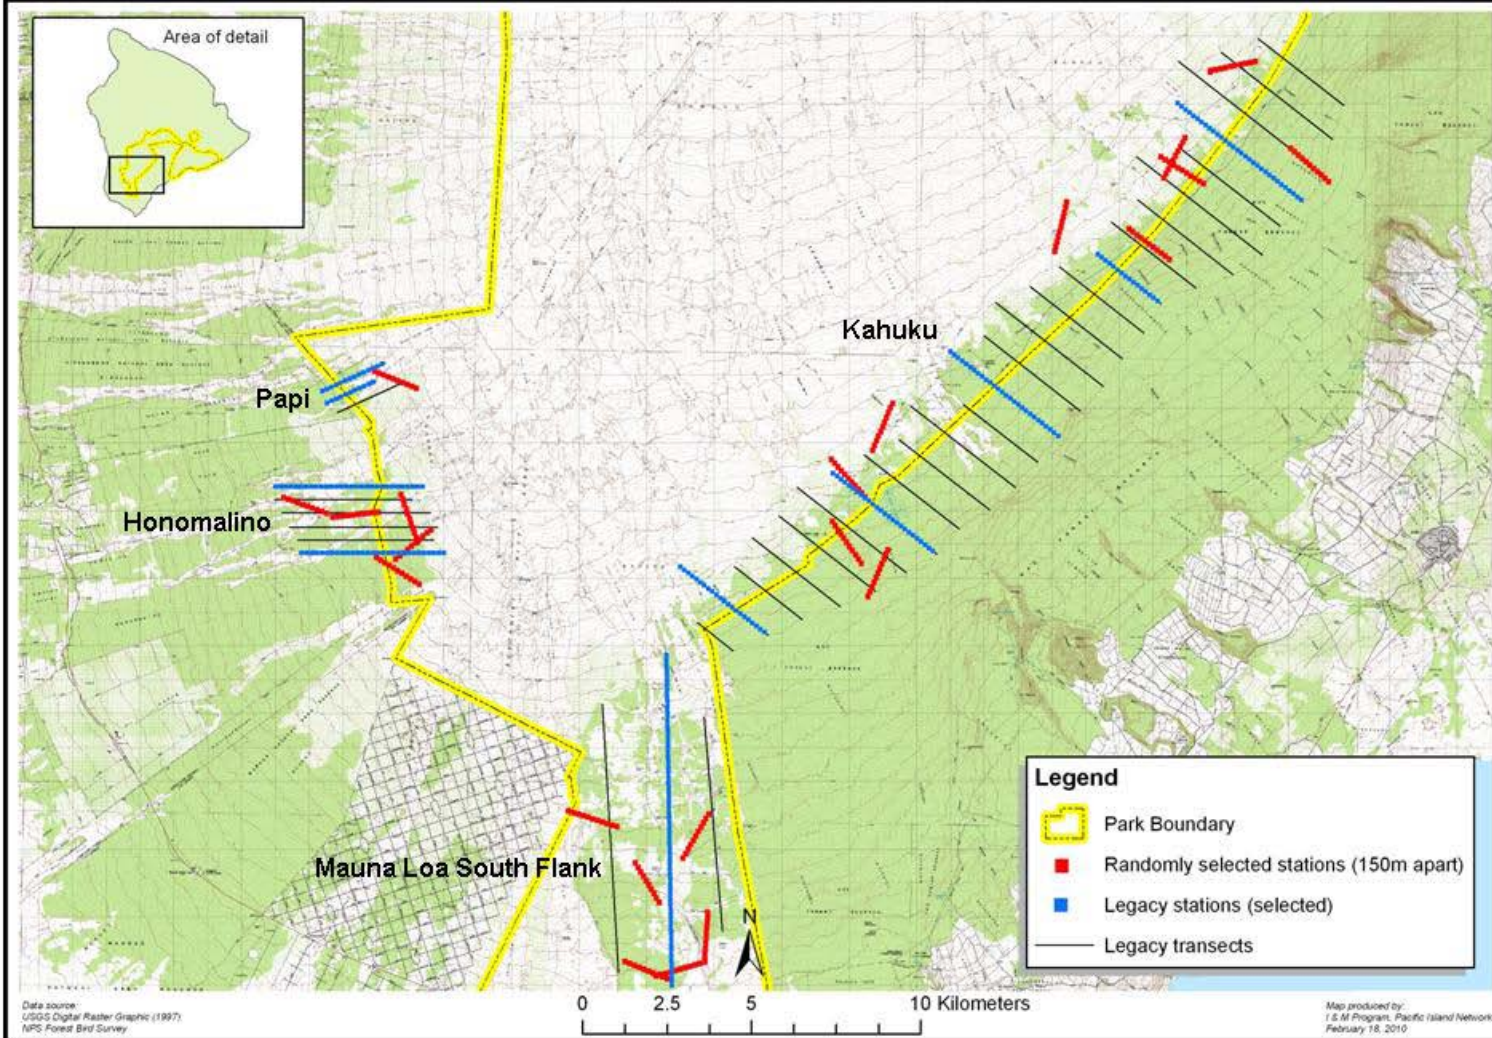 Area of detail
Kahuku
Papi
Honomalino
Mauna Loa South Flank
N
Legend
Park Boundary
Randomly selected stations (150m apart)
Legacy stations (selected)
Legacy transects
0 2.5 5 10 Kilometers
Data source:
USGS Digital Raster Graphic (1997)
NPS Forest Bird Survey
Map produced by:
I & M Program, Pacific Island Network
February 18, 2010